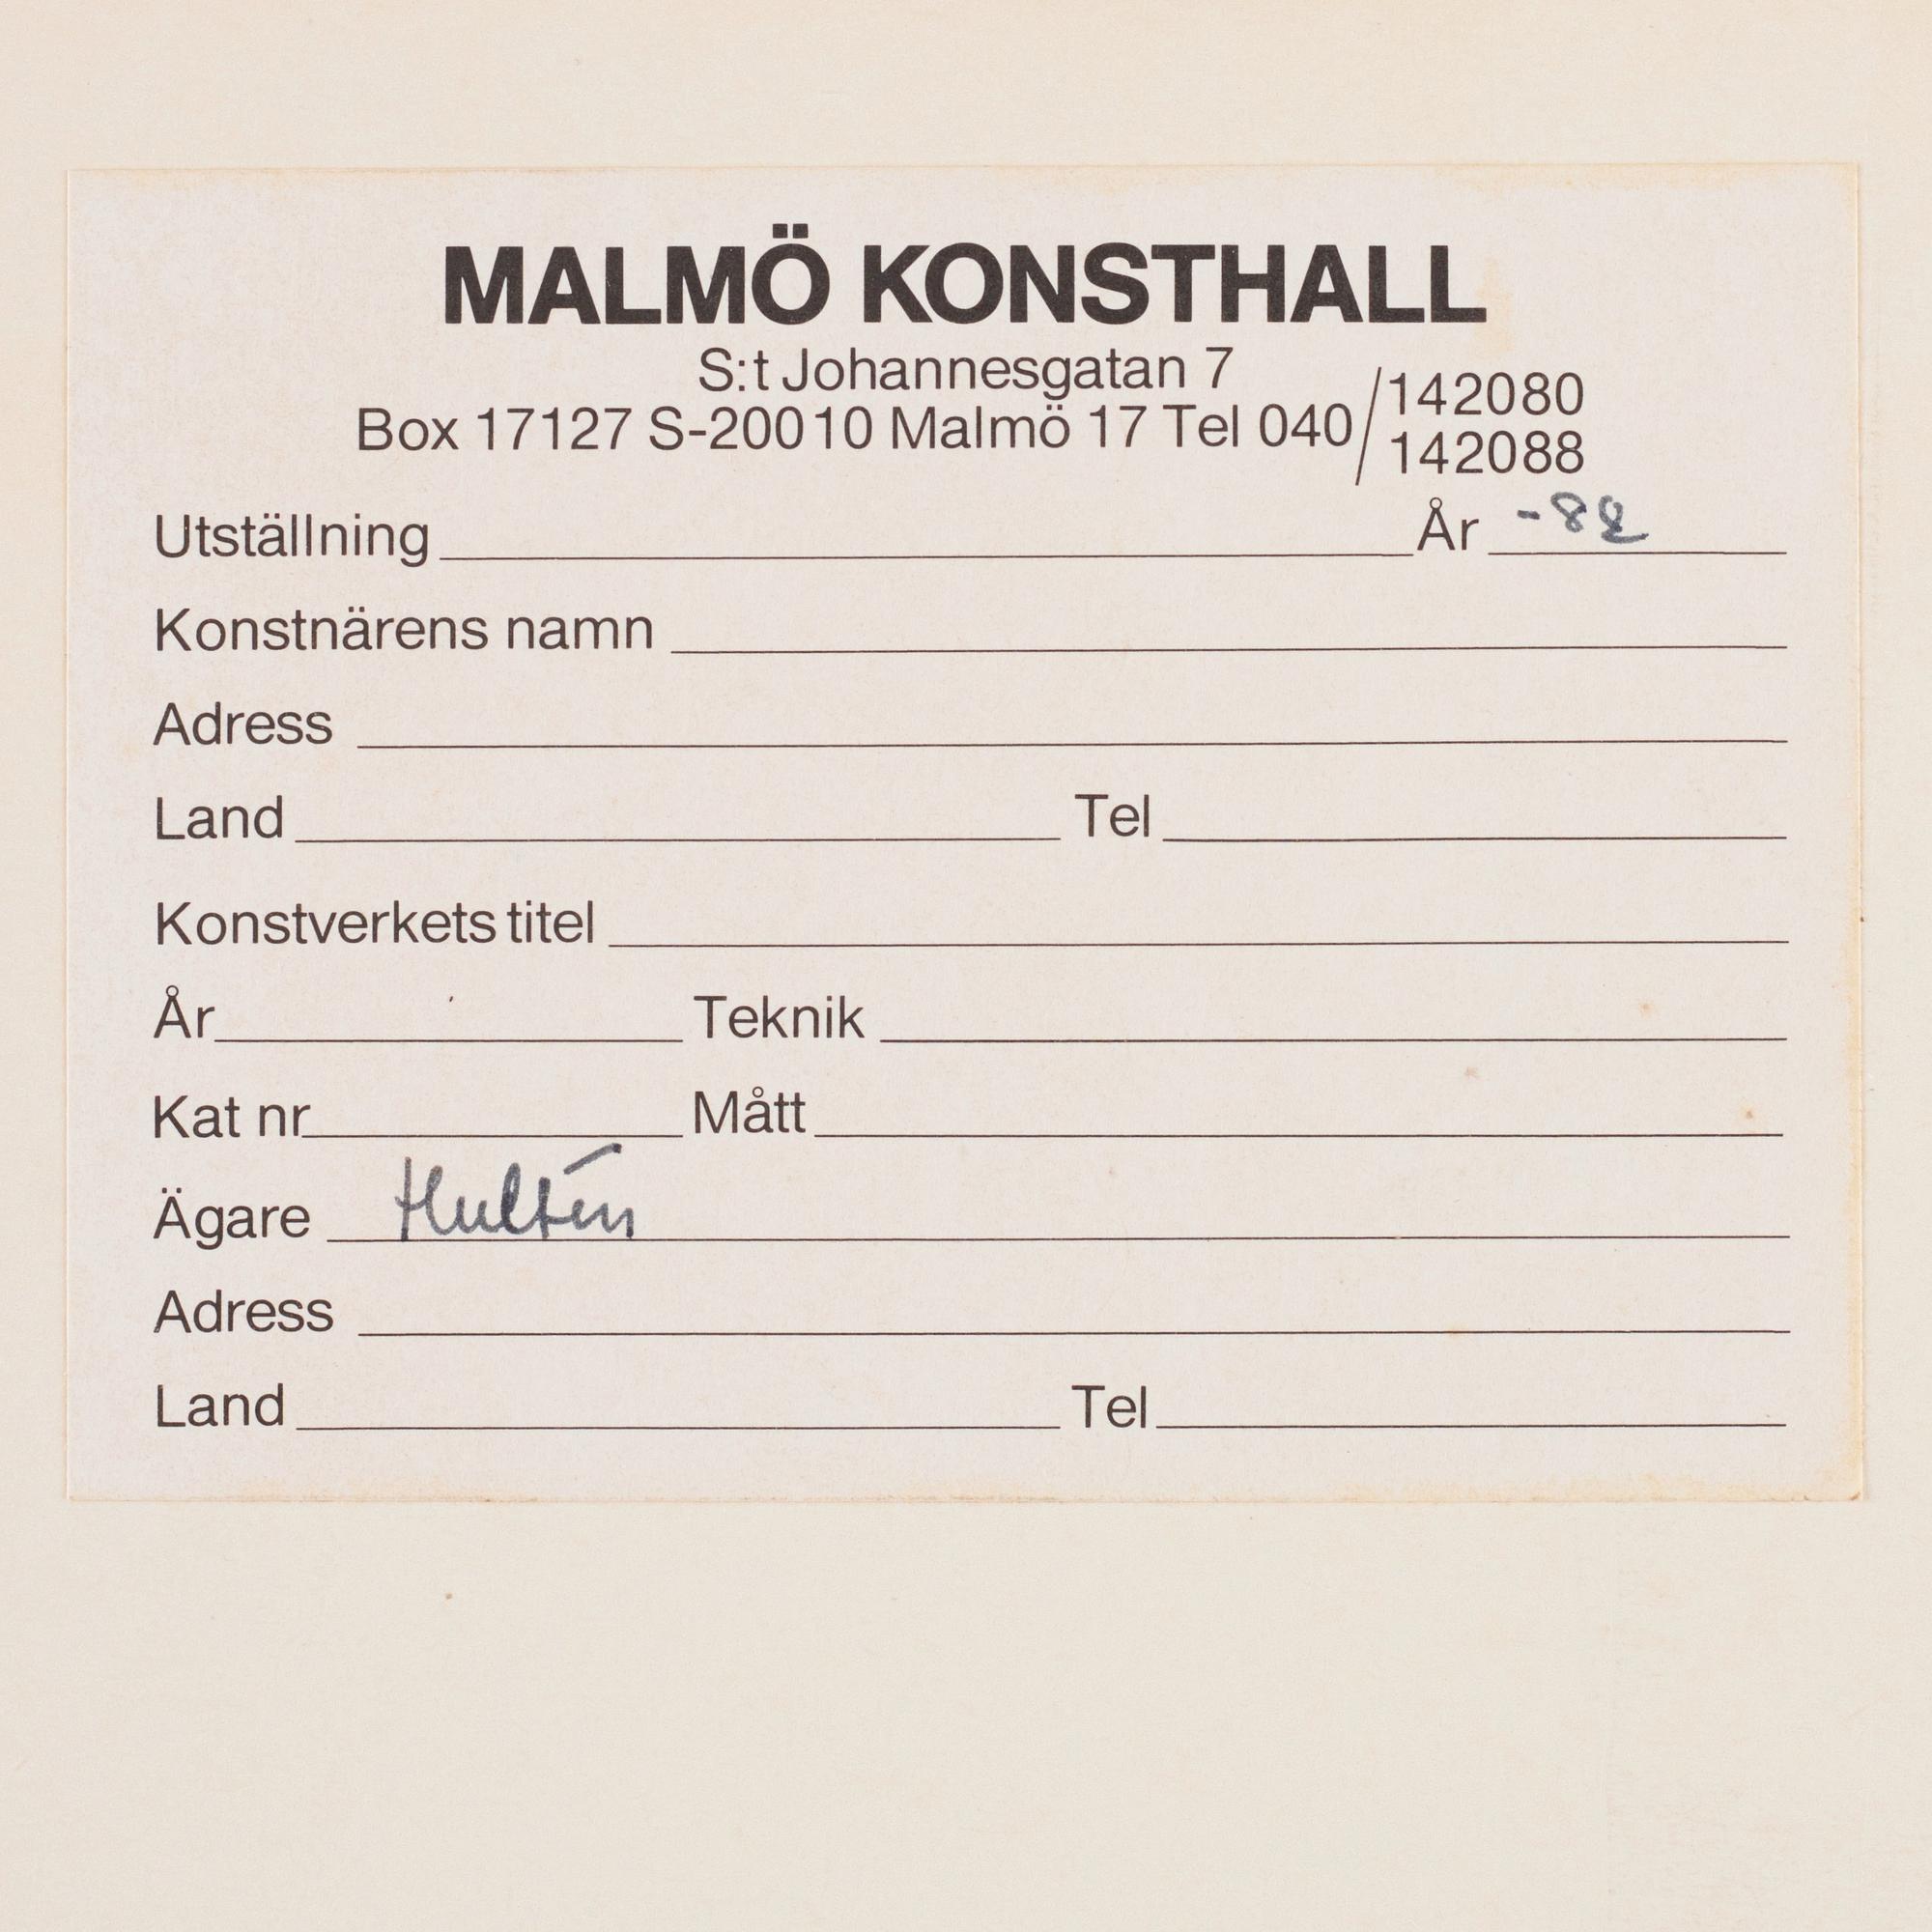 MALMÖ KONSTHALL
S:t Johannesgatan 7
Box 17127 S-200 10 Malmö 17 Tel 040/142080
142088
Utställning År -82
Konstnärens namn
Adress
Land Tel
Konstverkets titel
År Teknik
Kat nr Mått
Ägare Hultén
Adress
Land Tel